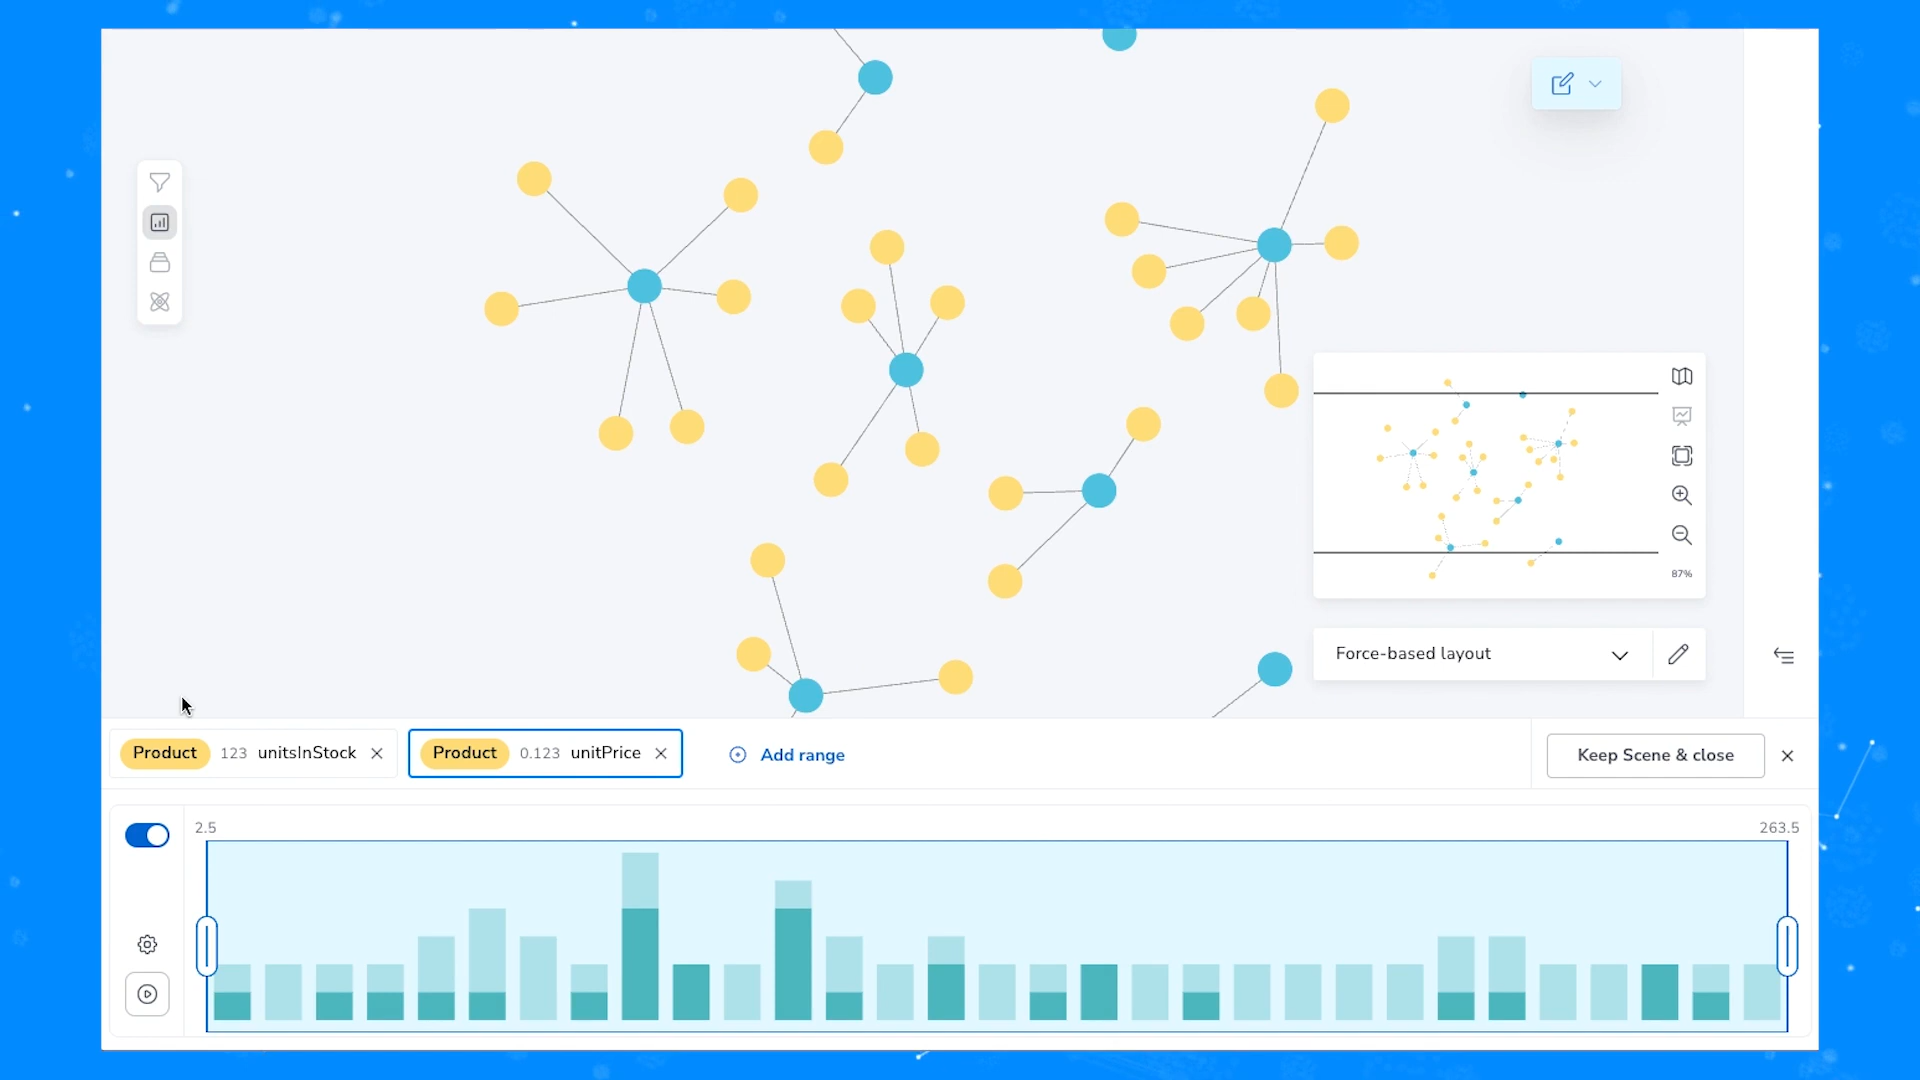 87%
Force-based layout
Product 123 unitsInStock
Product 0.123 unitPrice
Add range
Keep Scene & close
2.5
263.5